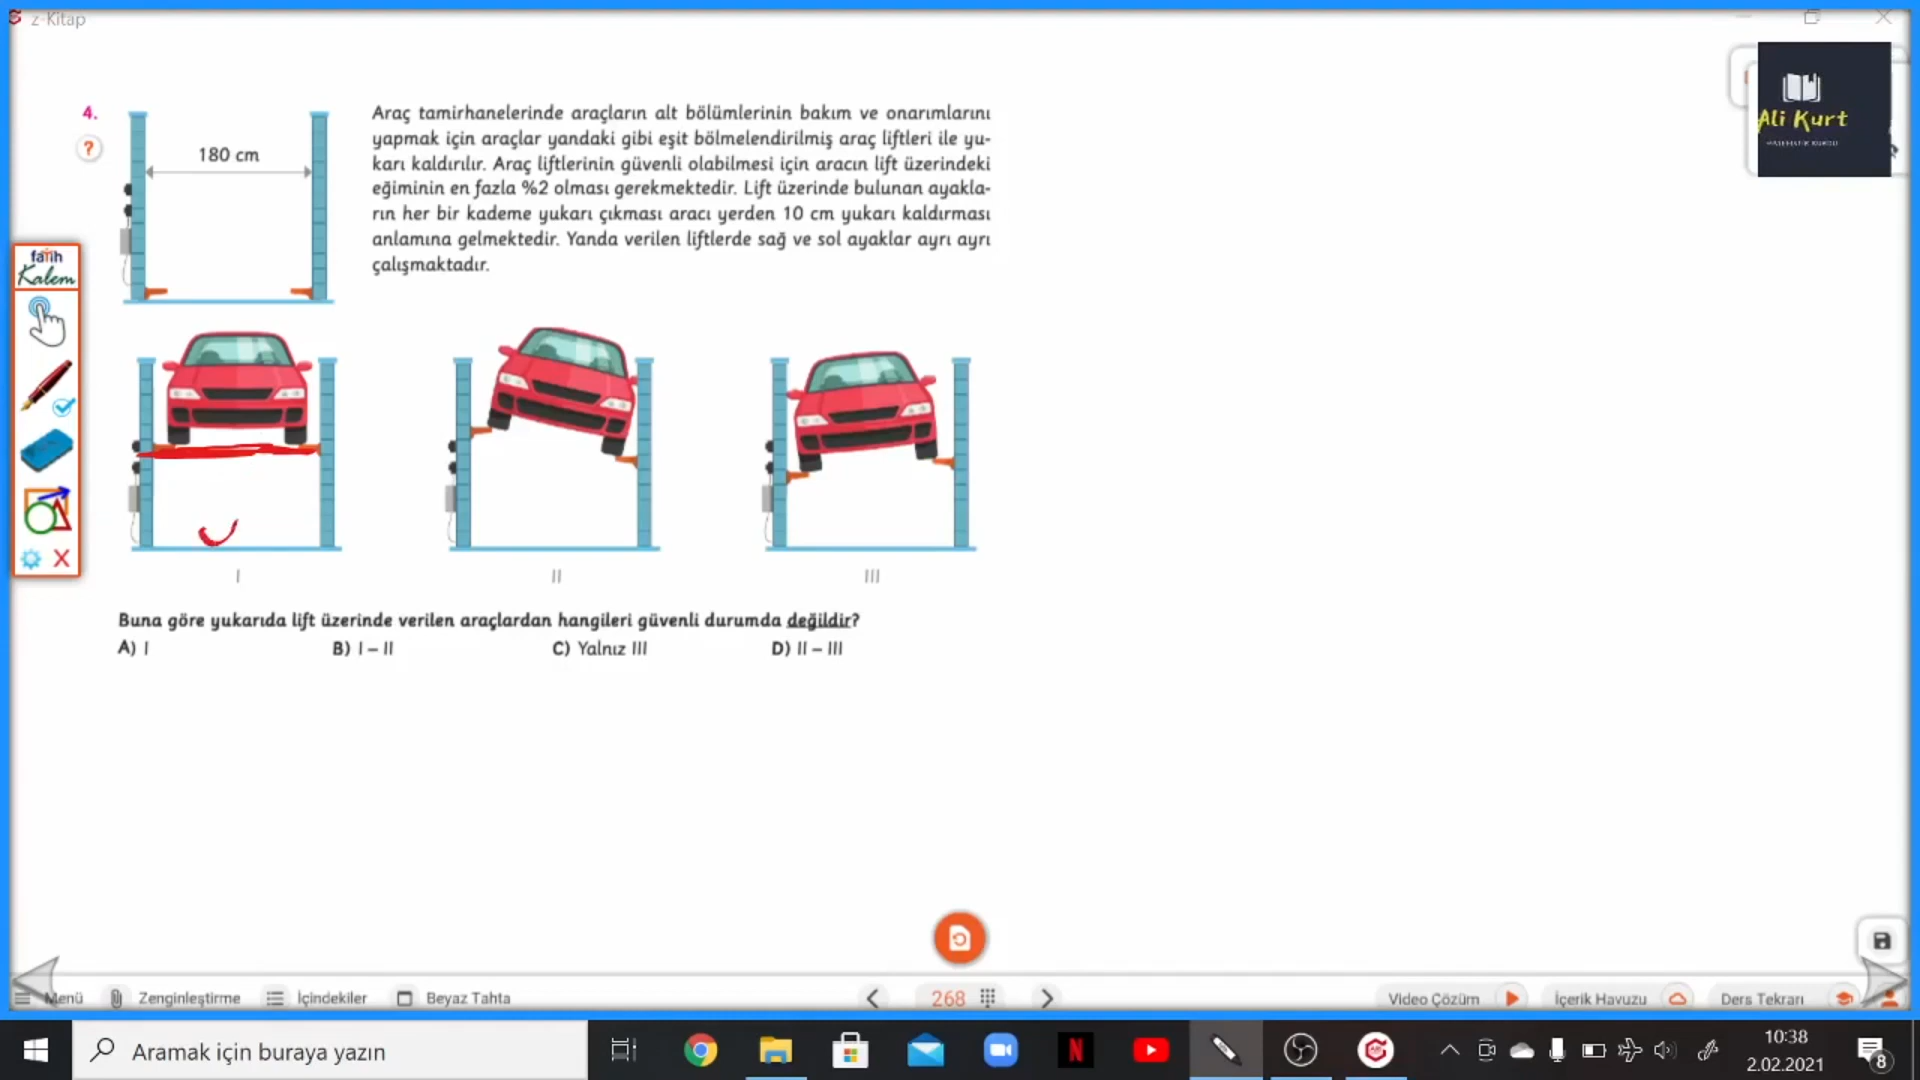 z-Kitap
Ali Kurt
4.
?
180 cm
Araç tamirhanelerinde araçların alt bölümlerinin bakım ve onarımlarını
yapmak için araçlar yandaki gibi eşit bölmelendirilmiş araç liftleri ile yu-
karı kaldırılır. Araç liftlerinin güvenli olabilmesi için aracın lift üzerindeki
eğiminin en fazla %2 olması gerekmektedir. Lift üzerinde bulunan ayakla-
rın her bir kademe yukarı çıkması aracı yerden 10 cm yukarı kaldırması
anlamına gelmektedir. Yanda verilen liftlerde sağ ve sol ayaklar ayrı ayrı
çalışmaktadır.
fatih
Kalem
I
II
III
Buna göre yukarıda lift üzerinde verilen araçlardan hangileri güvenli durumda değildir?
A) I
B) I – II
C) Yalnız III
D) II – III
Menü
Zenginleştirme
İçindekiler
Beyaz Tahta
268
Video Çözüm
İçerik Havuzu
Ders Tekrarı
Aramak için buraya yazın
10:38
2.02.2021
8